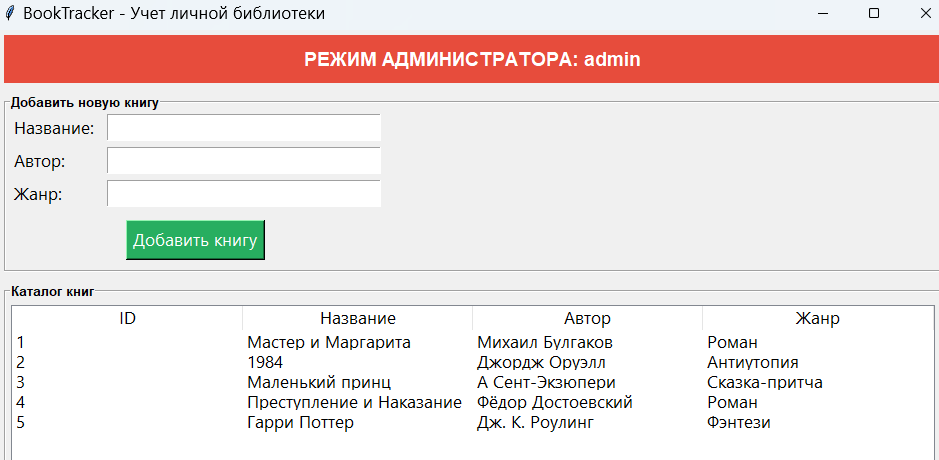 BookTracker - Учет личной библиотеки
РЕЖИМ АДМИНИСТРАТОРА: admin
Добавить новую книгу
Название:
Автор:
Жанр:
Добавить книгу
Каталог книг
ID Название Автор Жанр
1 Мастер и Маргарита Михаил Булгаков Роман
2 1984 Джордж Оруэлл Антиутопия
3 Маленький принц А Сент-Экзюпери Сказка-притча
4 Преступление и Наказание Фёдор Достоевский Роман
5 Гарри Поттер Дж. К. Роулинг Фэнтези